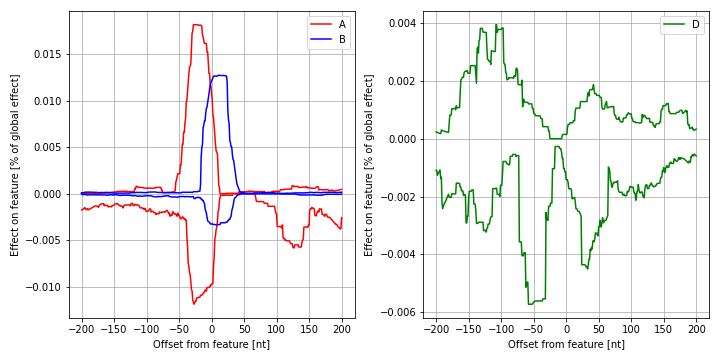 A
B
0.015
0.010
0.005
0.000
−0.005
−0.010
Effect on feature [% of global effect]
−200 −150 −100 −50 0 50 100 150 200
Offset from feature [nt]
D
0.004
0.002
0.000
−0.002
−0.004
−0.006
Effect on feature [% of global effect]
−200 −150 −100 −50 0 50 100 150 200
Offset from feature [nt]